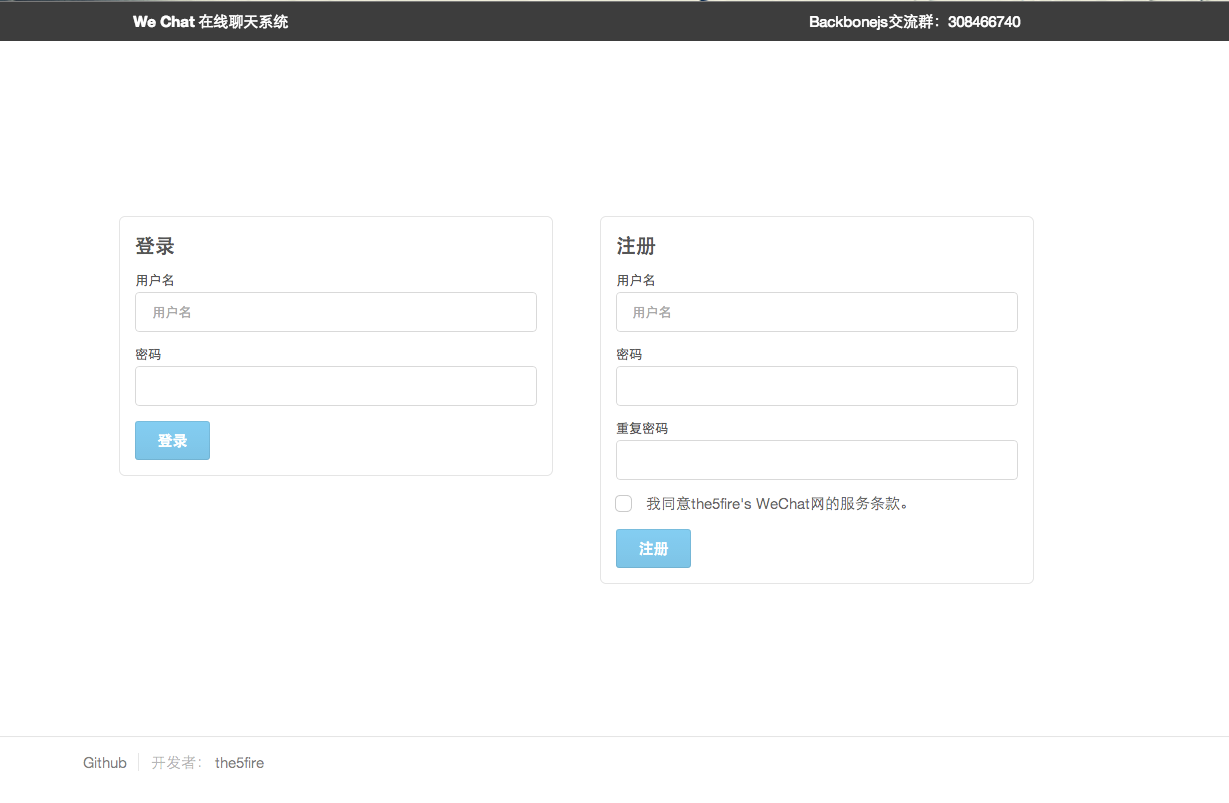 We Chat 在线聊天系统
Backbonejs交流群：308466740
登录
用户名
用户名
密码
登录
注册
用户名
用户名
密码
重复密码
我同意the5fire's WeChat网的服务条款。
注册
Github
开发者：
the5fire